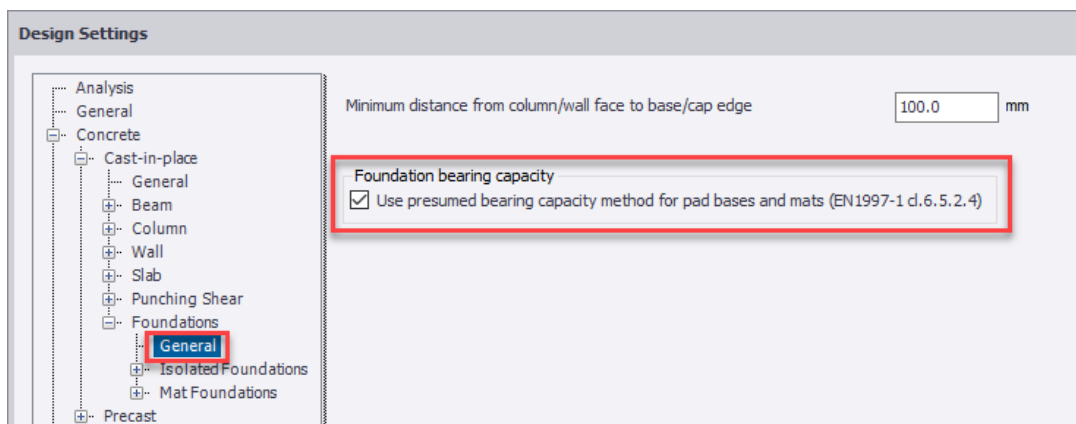 Design Settings
Analysis
General
Concrete
Cast-in-place
General
Beam
Column
Wall
Slab
Punching Shear
Foundations
General
Isolated Foundations
Mat Foundations
Precast
Minimum distance from column/wall face to base/cap edge 100.0 mm
Foundation bearing capacity
Use presumed bearing capacity method for pad bases and mats (EN1997-1 cl.6.5.2.4)